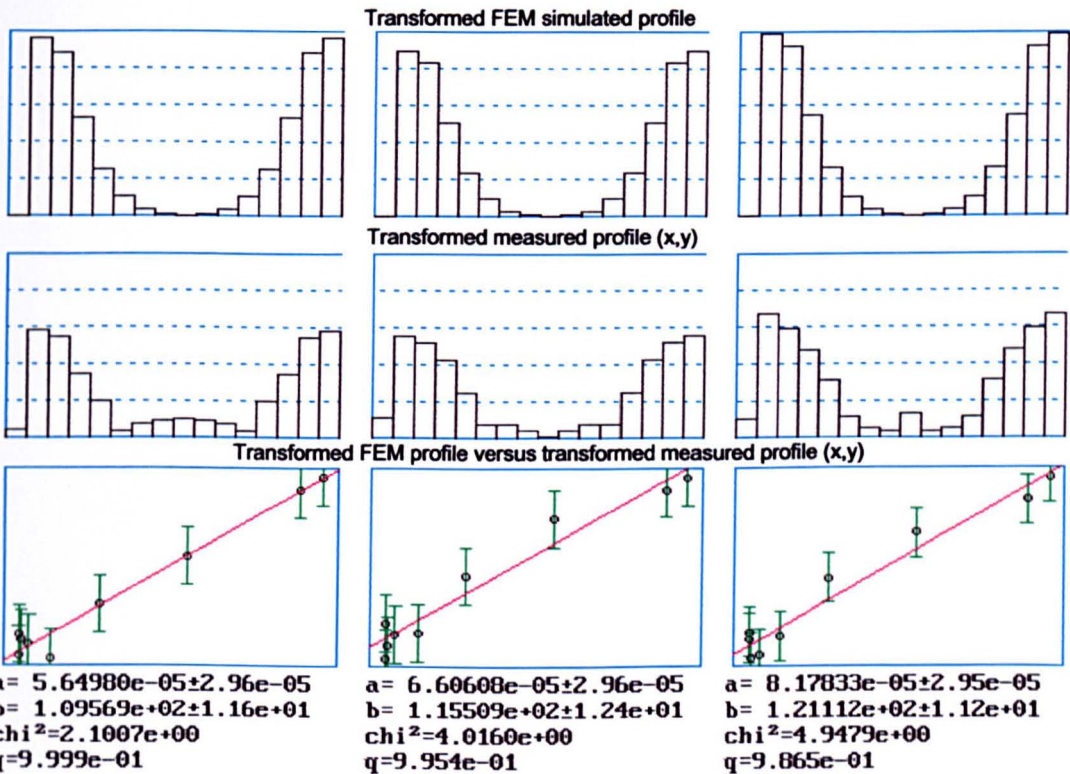 Transformed FEM simulated profile
Transformed measured profile (x,y)
Transformed FEM profile versus transformed measured profile (x,y)
a= 5.64980e-05±2.96e-05
b= 1.09569e+02±1.16e+01
chi²=2.1007e+00
q=9.999e-01
a= 6.60608e-05±2.96e-05
b= 1.15509e+02±1.24e+01
chi²=4.0160e+00
q=9.954e-01
a= 8.17833e-05±2.95e-05
b= 1.21112e+02±1.12e+01
chi²=4.9479e+00
q=9.865e-01